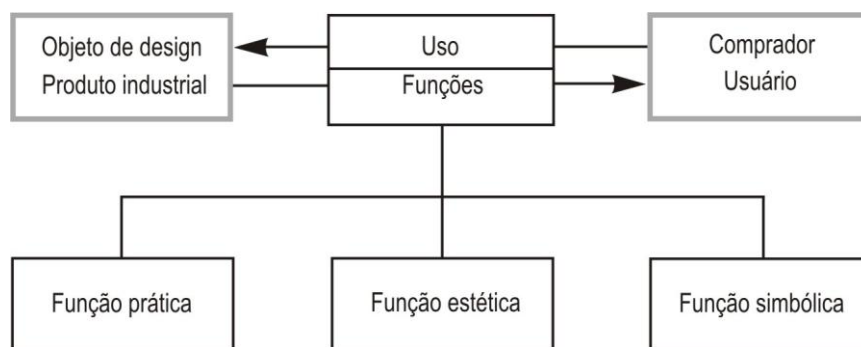 Objeto de design
Produto industrial
Uso
Funções
Comprador
Usuário
Função prática
Função estética
Função simbólica